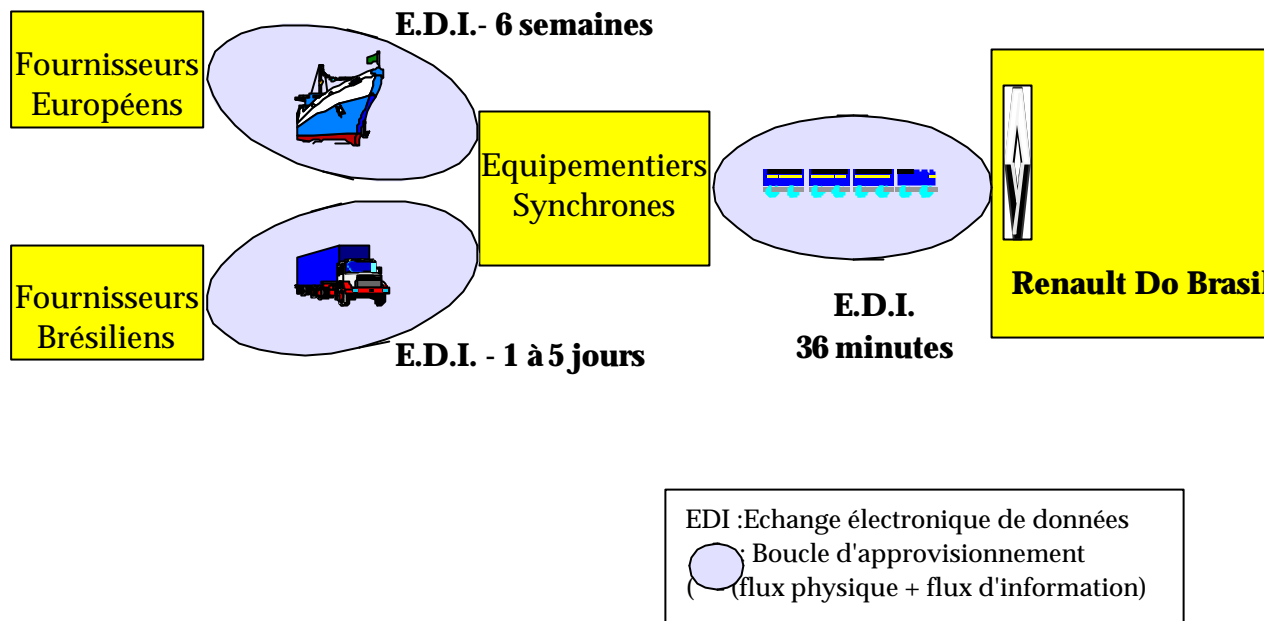 E.D.I.- 6 semaines
Fournisseurs
Européens
Equipementiers
Synchrones
Fournisseurs
Brésiliens
E.D.I. - 1 à 5 jours
E.D.I.
36 minutes
Renault Do Brasil
EDI :Echange électronique de données
: Boucle d'approvisionnement
( (flux physique + flux d'information)